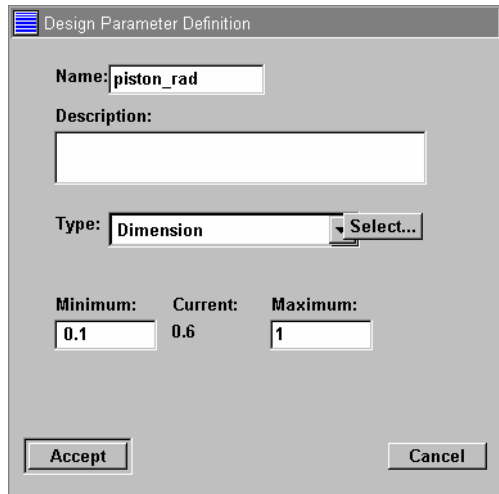 Design Parameter Definition
Name: piston_rad
Description:
Type: Dimension Select...
Minimum: Current: Maximum:
0.1 0.6 1
Accept Cancel